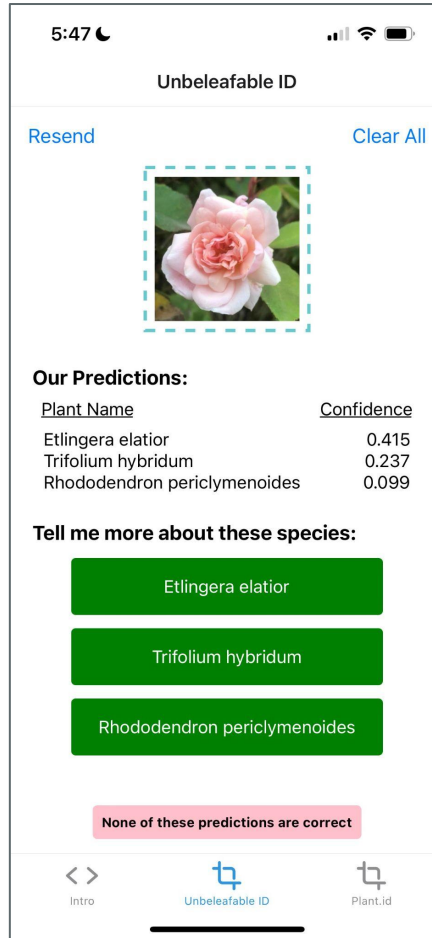 5:47
Unbeleafable ID
Resend Clear All
Our Predictions:
Plant Name Confidence
Etlingera elatior 0.415
Trifolium hybridum 0.237
Rhododendron periclymenoides 0.099
Tell me more about these species:
Etlingera elatior
Trifolium hybridum
Rhododendron periclymenoides
None of these predictions are correct
Intro Unbeleafable ID Plant.id